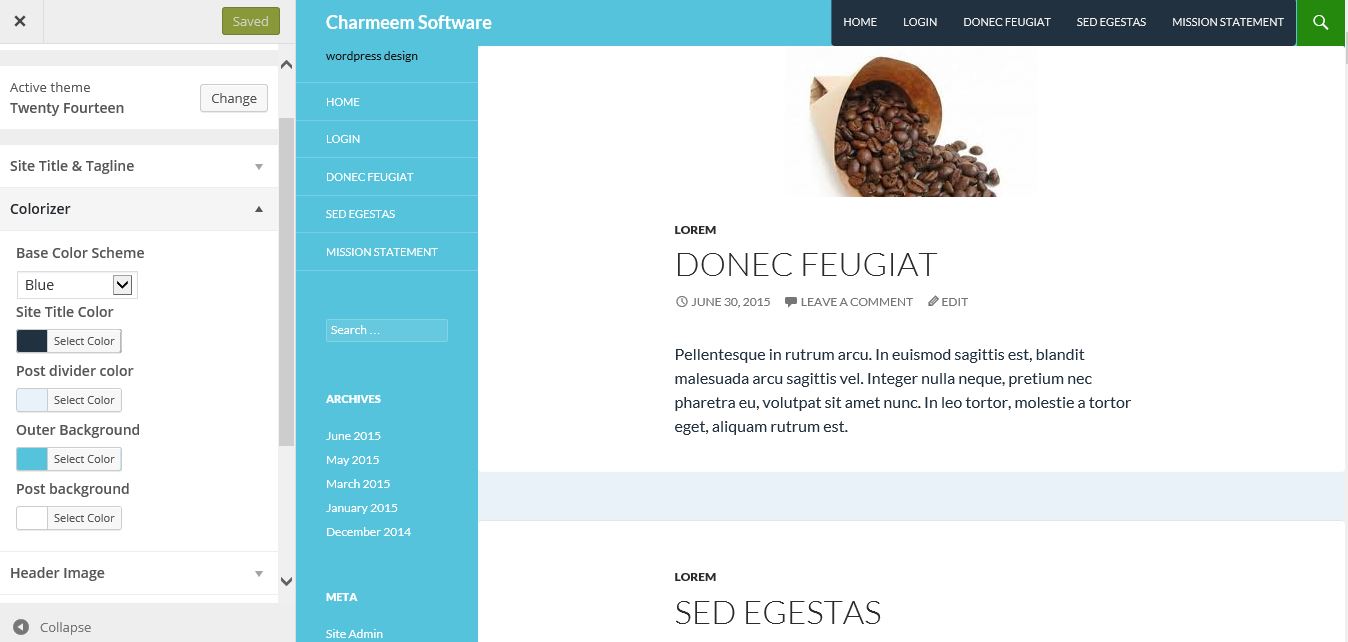 Saved
Active theme
Twenty Fourteen
Change
Site Title & Tagline
Colorizer
Base Color Scheme
Blue
Site Title Color
Select Color
Post divider color
Select Color
Outer Background
Select Color
Post background
Select Color
Header Image
Collapse
Charmeem Software
HOME LOGIN DONEC FEUGIAT SED EGESTAS MISSION STATEMENT
wordpress design
HOME
LOGIN
DONEC FEUGIAT
SED EGESTAS
MISSION STATEMENT
Search ...
ARCHIVES
June 2015
May 2015
March 2015
January 2015
December 2014
META
Site Admin
LOREM
DONEC FEUGIAT
JUNE 30, 2015 LEAVE A COMMENT EDIT
Pellentesque in rutrum arcu. In euismod sagittis est, blandit
malesuada arcu sagittis vel. Integer nulla neque, pretium nec
pharetra eu, volutpat sit amet nunc. In leo tortor, molestie a tortor
eget, aliquam rutrum est.
LOREM
SED EGESTAS